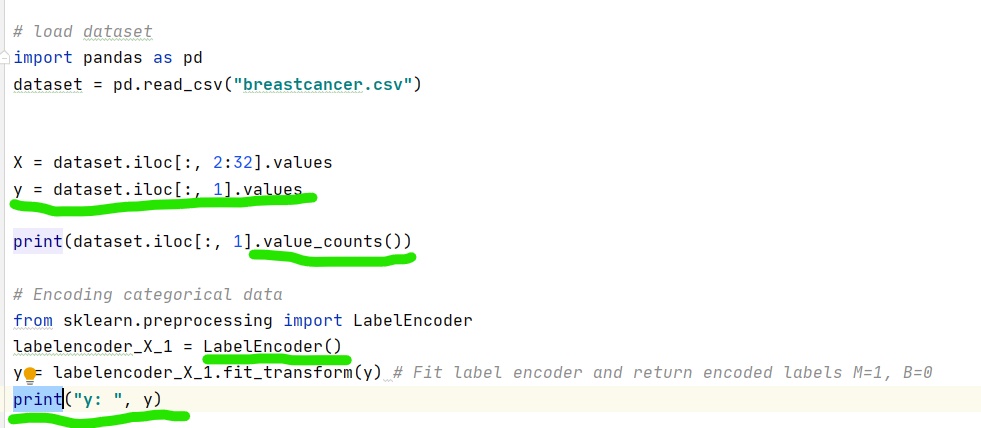 # load dataset
import pandas as pd
dataset = pd.read_csv("breastcancer.csv")
X = dataset.iloc[:, 2:32].values
y = dataset.iloc[:, 1].values
print(dataset.iloc[:, 1].value_counts())
# Encoding categorical data
from sklearn.preprocessing import LabelEncoder
labelencoder_X_1 = LabelEncoder()
y = labelencoder_X_1.fit_transform(y) # Fit label encoder and return encoded labels M=1, B=0
print("y: ", y)